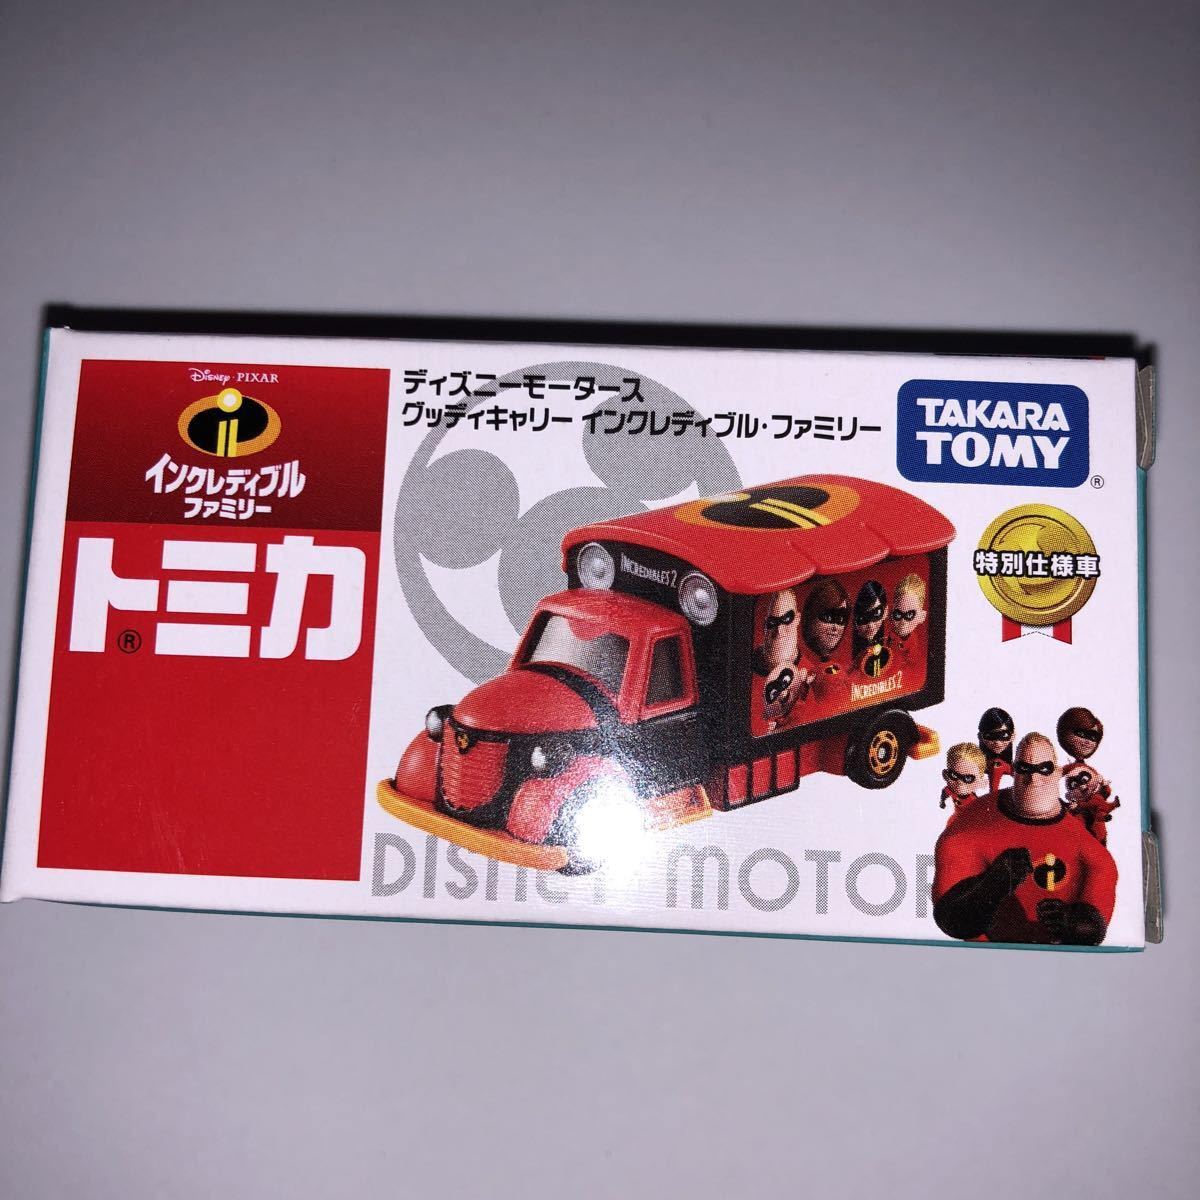 Disney・PIXAR
インクレディブル
ファミリー
トミカ
®
ディズニーモータース
グッディキャリー インクレディブル・ファミリー
TAKARA
TOMY
®
特別仕様車
INCREDIBLES 2
INCREDIBLES 2
DISNEY MOTOR